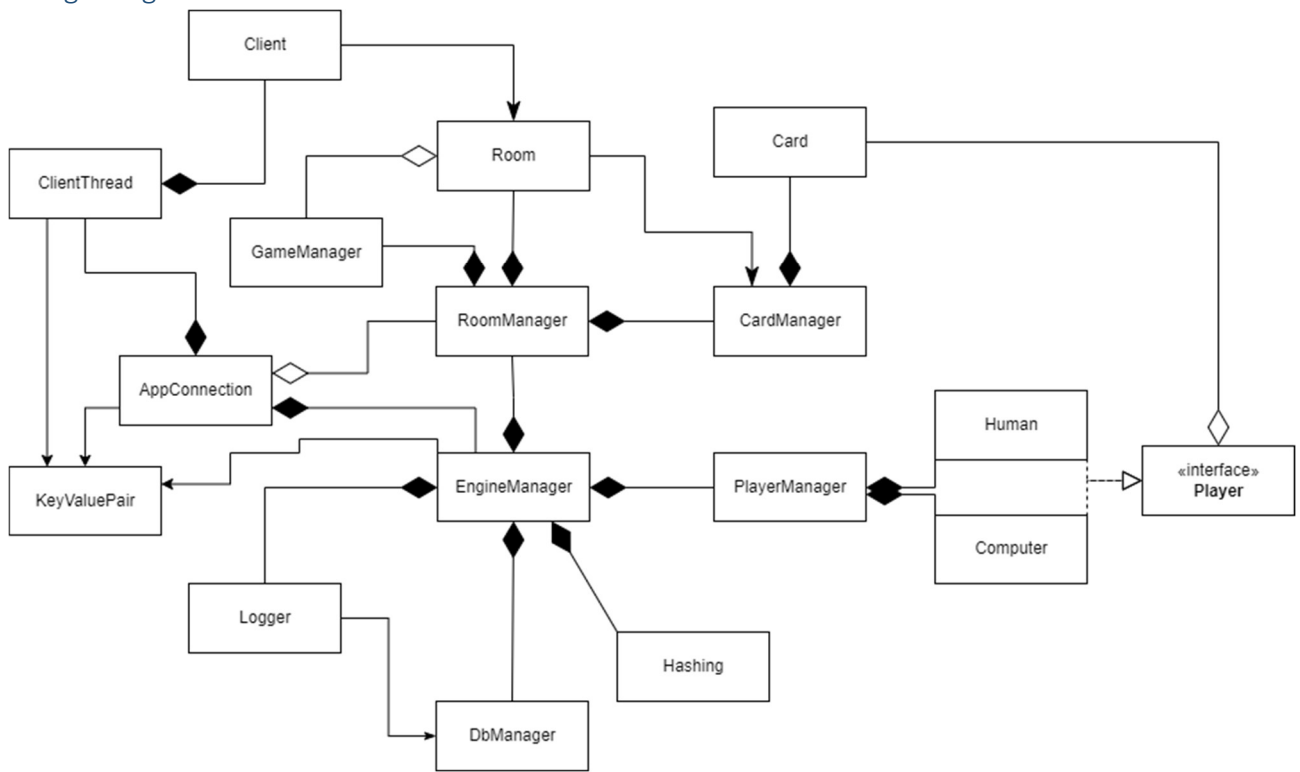 Client
Card
Room
ClientThread
GameManager
RoomManager
CardManager
AppConnection
Human
«interface»
Player
EngineManager
PlayerManager
KeyValuePair
Computer
Logger
Hashing
DbManager